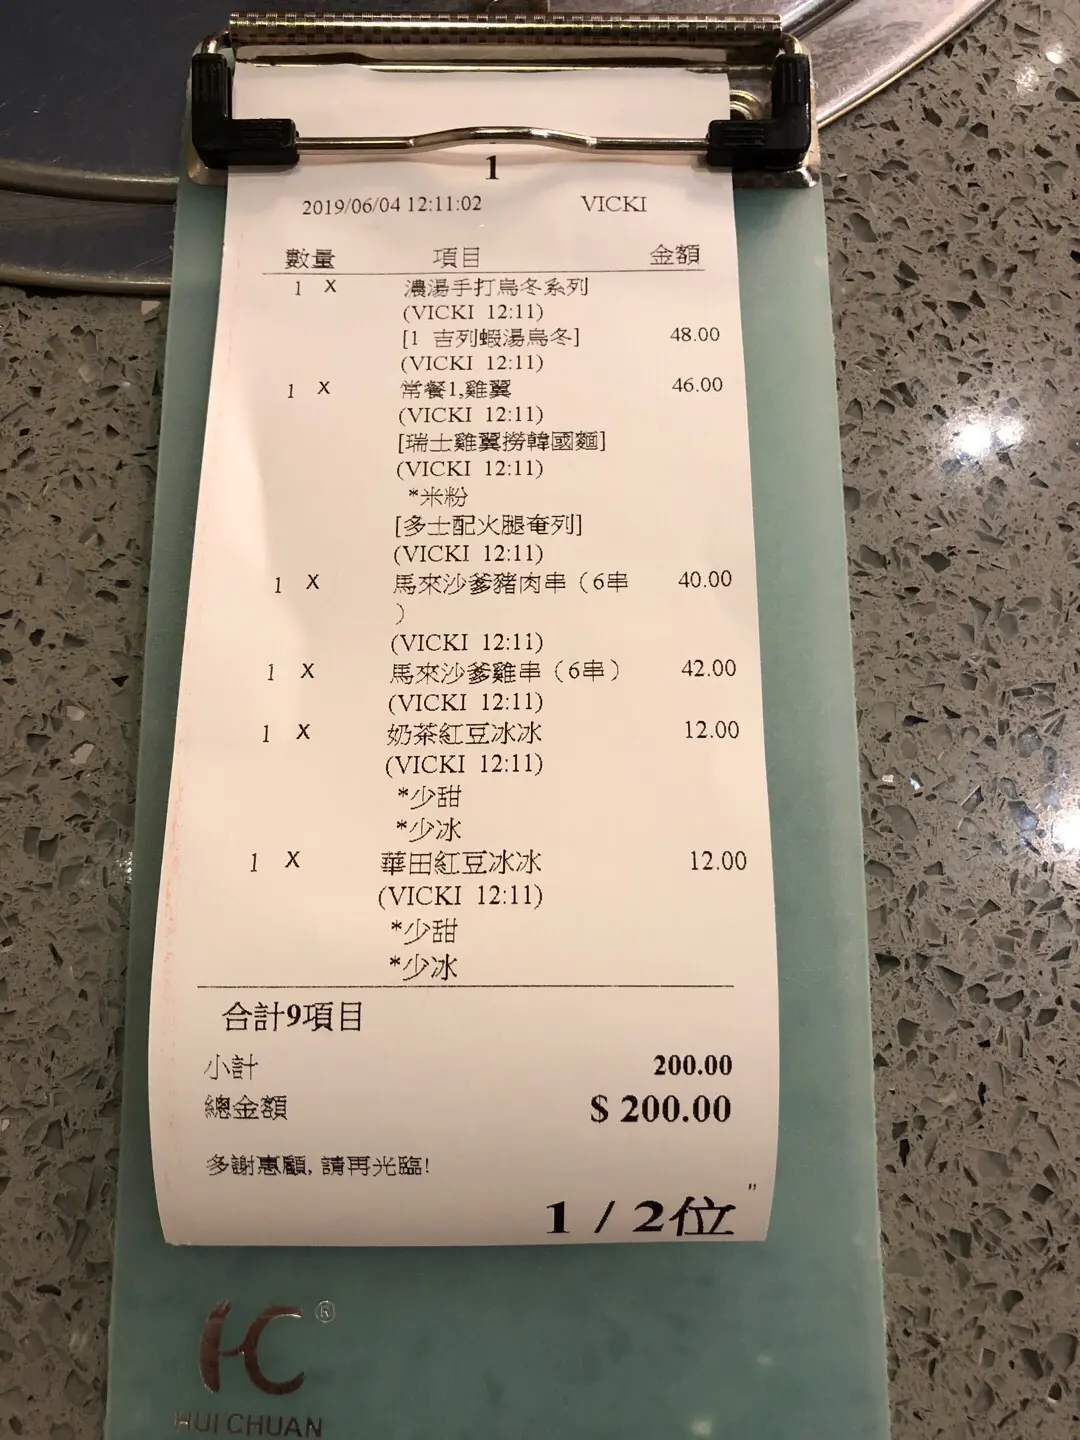 1
2019/06/04 12:11:02 VICKI
數量 項目 金額
1 X 濃湯手打烏冬系列
(VICKI 12:11)
[1 吉列蝦湯烏冬] 48.00
(VICKI 12:11)
1 X 常餐1,雞翼 46.00
(VICKI 12:11)
[瑞士雞翼撈韓國麵]
(VICKI 12:11)
*米粉
[多士配火腿奄列]
(VICKI 12:11)
1 X 馬來沙爹豬肉串（6串 40.00
）
(VICKI 12:11)
1 X 馬來沙爹雞串（6串） 42.00
(VICKI 12:11)
1 X 奶茶紅豆冰冰 12.00
(VICKI 12:11)
*少甜
*少冰
1 X 華田紅豆冰冰 12.00
(VICKI 12:11)
*少甜
*少冰
合計9項目
小計 200.00
總金額 $ 200.00
多謝惠顧, 請再光臨!
"
1 / 2位
HC®
HUI CHUAN